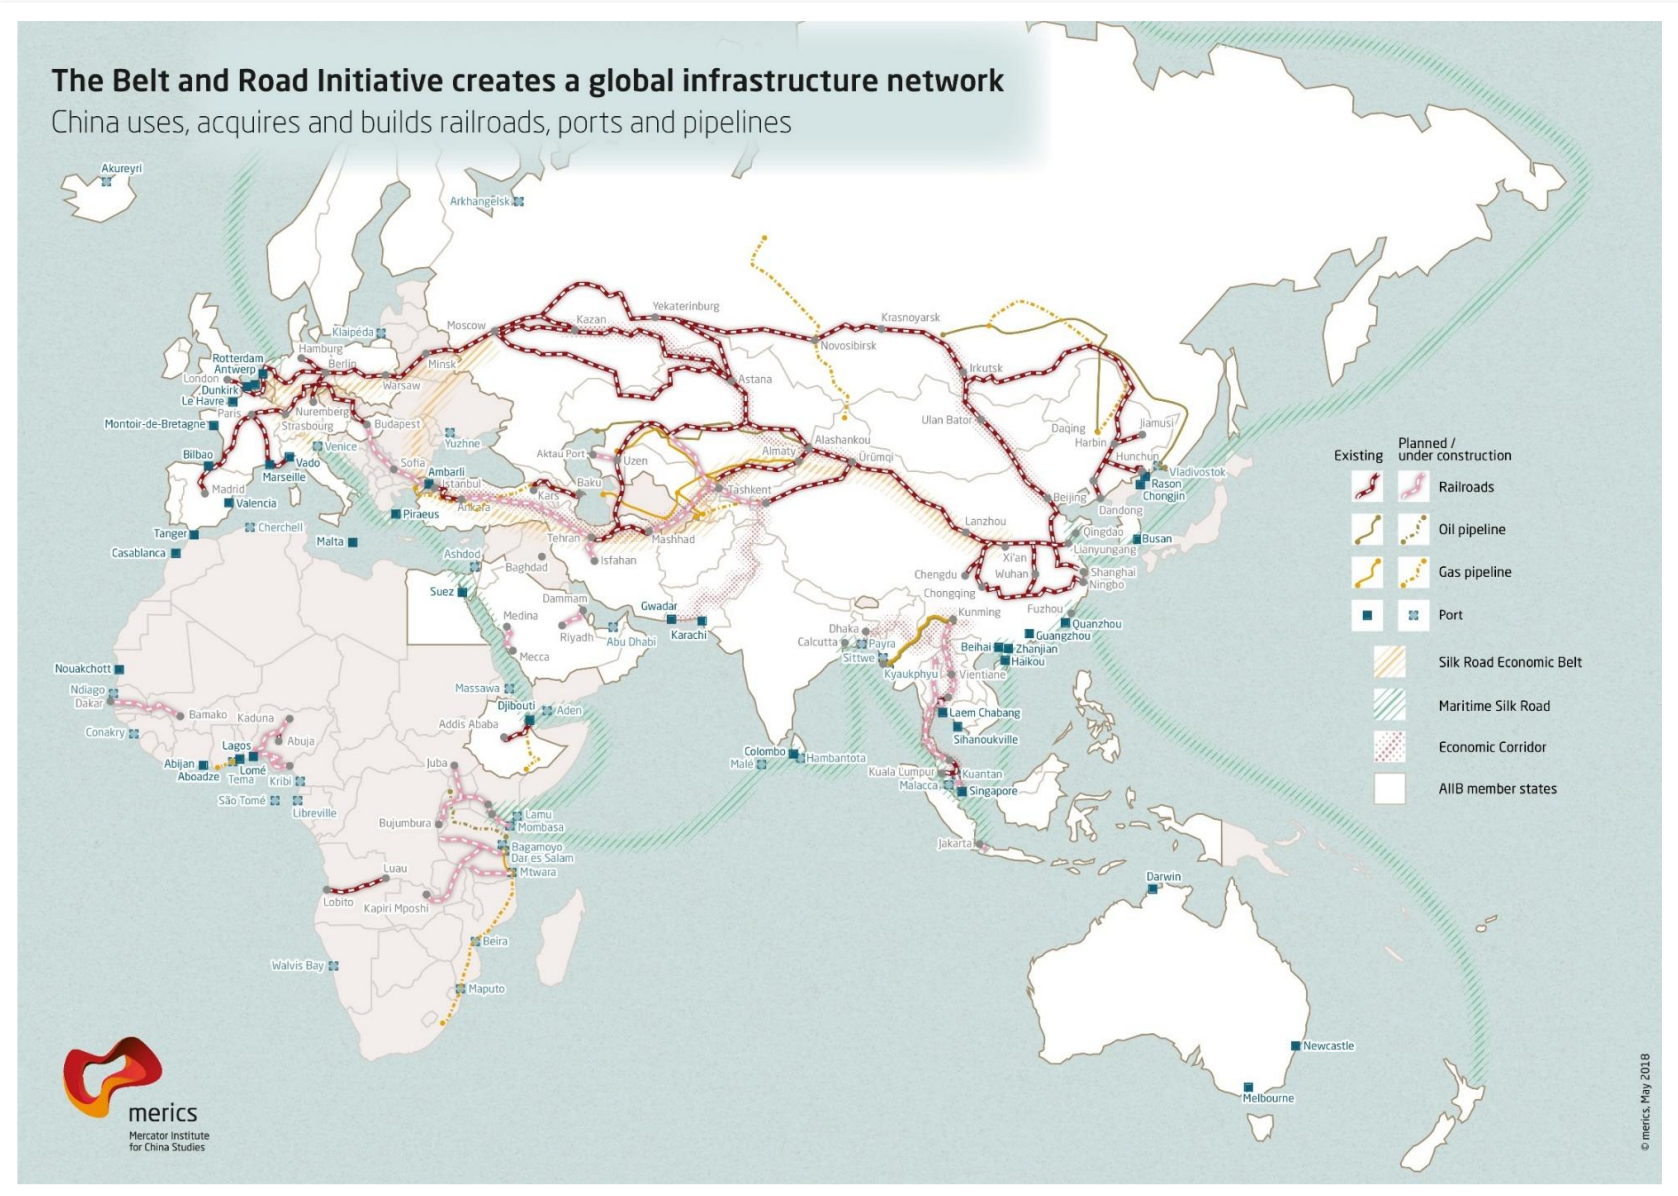 The Belt and Road Initiative creates a global infrastructure network
China uses, acquires and builds railroads, ports and pipelines
Akureyri
Arkhangelsk
Yekaterinburg
Kazan
Moscow
Krasnoyarsk
Novosibirsk
Klaipéda
Hamburg
Berlin
Minsk
Warsaw
Rotterdam
Antwerp
London
Dunkirk
Le Havre
Paris
Nuremberg
Strasbourg
Budapest
Montoir-de-Bretagne
Venice
Yuzhne
Astana
Irkutsk
Ulan Bator
Daqing
Harbin
Jiamusi
Hunchun
Vladivostok
Rason
Chongjin
Bilbao
Vado
Marseille
Madrid
Valencia
Sofia
Ambarli
Istanbul
Ankara
Kars
Baku
Aktau Port
Uzen
Almaty
Alashankou
Ürümqi
Tashkent
Beijing
Dandong
Piraeus
Cherchell
Tanger
Casablanca
Malta
Tehran
Mashhad
Isfahan
Lanzhou
Qingdao
Lianyungang
Busan
Xi'an
Wuhan
Chengdu
Chongqing
Shanghai
Ningbo
Fuzhou
Quanzhou
Guangzhou
Ashdod
Baghdad
Suez
Dammam
Medina
Riyadh
Mecca
Abu Dhabi
Gwadar
Karachi
Dhaka
Calcutta
Payra
Sittwe
Kyaukphyu
Kunming
Beihai
Zhanjian
Haikou
Vientiane
Nouakchott
Ndiago
Dakar
Bamako
Kaduna
Abuja
Conakry
Massawa
Djibouti
Aden
Addis Ababa
Laem Chabang
Sihanoukville
Lagos
Abijan
Aboadze
Lomé
Tema
Kribi
São Tomé
Libreville
Juba
Colombo
Hambantota
Malé
Kuala Lumpur
Kuantan
Malacca
Singapore
Bujumbura
Lamu
Mombasa
Bagamoyo
Dar es Salam
Mtwara
Jakarta
Luau
Lobito
Kapiri Mposhi
Darwin
Beira
Walvis Bay
Maputo
Newcastle
Melbourne
Existing
Planned /
under construction
Railroads
Oil pipeline
Gas pipeline
Port
Silk Road Economic Belt
Maritime Silk Road
Economic Corridor
AIIB member states
merics
Mercator Institute
for China Studies
© merics, May 2018